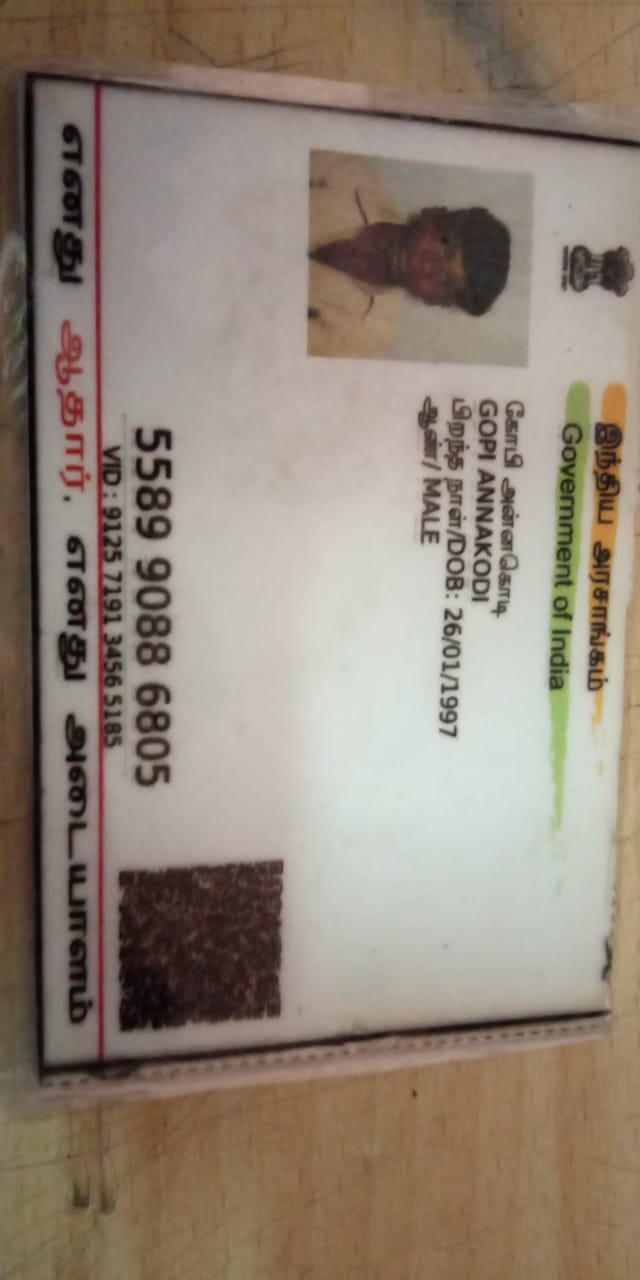 இந்திய அரசாங்கம்
Government of India
கோபி அன்னகொடி
GOPI ANNAKODI
பிறந்த நாள்/DOB: 26/01/1997
ஆண்/ MALE
5589 9088 6805
VID : 9125 7191 3456 5185
எனது ஆதார், எனது அடையாளம்